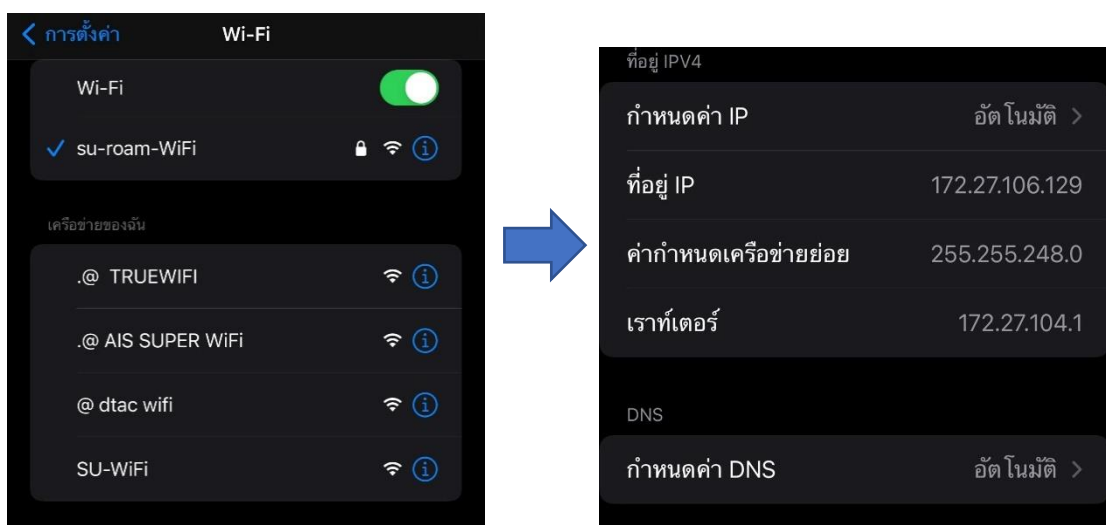 การตั้งค่า Wi-Fi
Wi-Fi
su-roam-WiFi
เครือข่ายของฉัน
.@ TRUEWIFI
.@ AIS SUPER WiFi
@ dtac wifi
SU-WiFi
ที่อยู่ IPV4
กำหนดค่า IP อัตโนมัติ
ที่อยู่ IP 172.27.106.129
ค่ากำหนดเครือข่ายย่อย 255.255.248.0
เราท์เตอร์ 172.27.104.1
DNS
กำหนดค่า DNS อัตโนมัติ